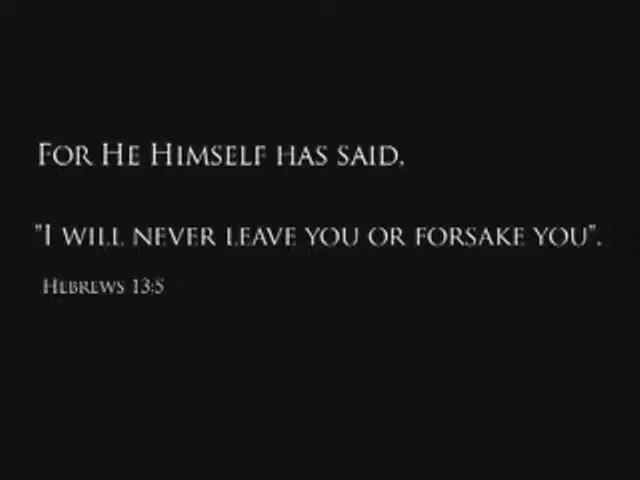 For He Himself has said,
"I will never leave you or forsake you".
Hebrews 13:5